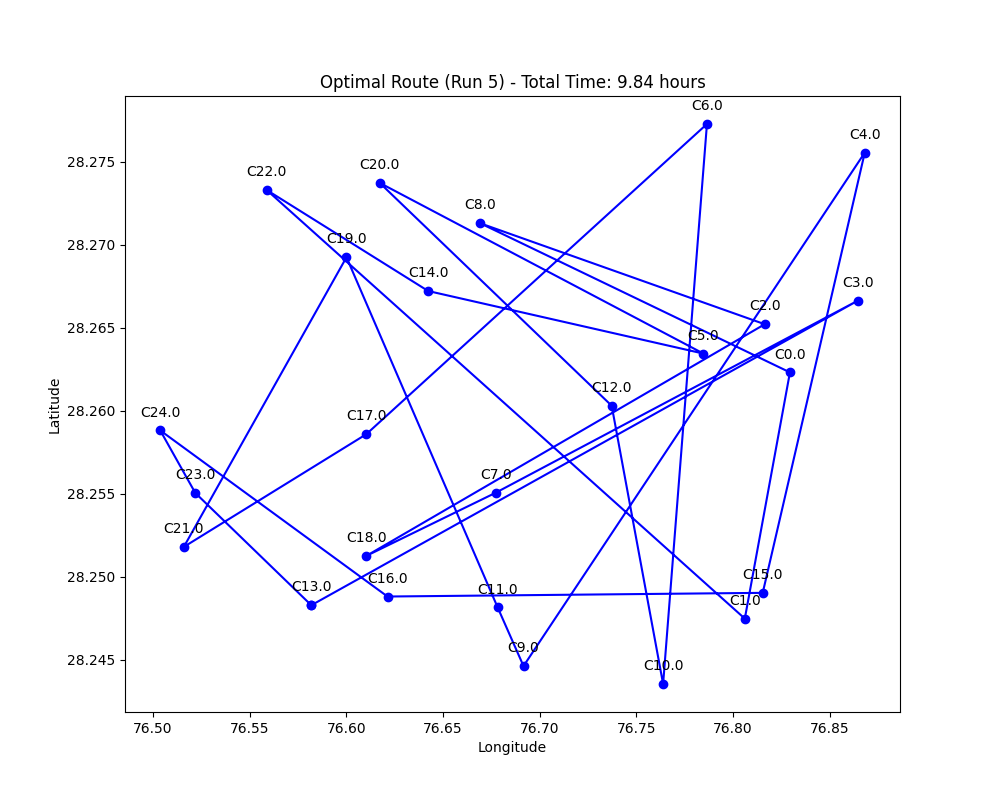 Optimal Route (Run 5) - Total Time: 9.84 hours
C6.0
C4.0
C22.0
C20.0
C8.0
C19.0
C14.0
C3.0
C2.0
C5.0
C0.0
C12.0
C24.0
C17.0
C23.0
C7.0
C21.0
C18.0
C13.0
C16.0
C15.0
C11.0
C1.0
C9.0
C10.0
28.275
28.270
28.265
28.260
28.255
28.250
28.245
Latitude
76.50 76.55 76.60 76.65 76.70 76.75 76.80 76.85
Longitude